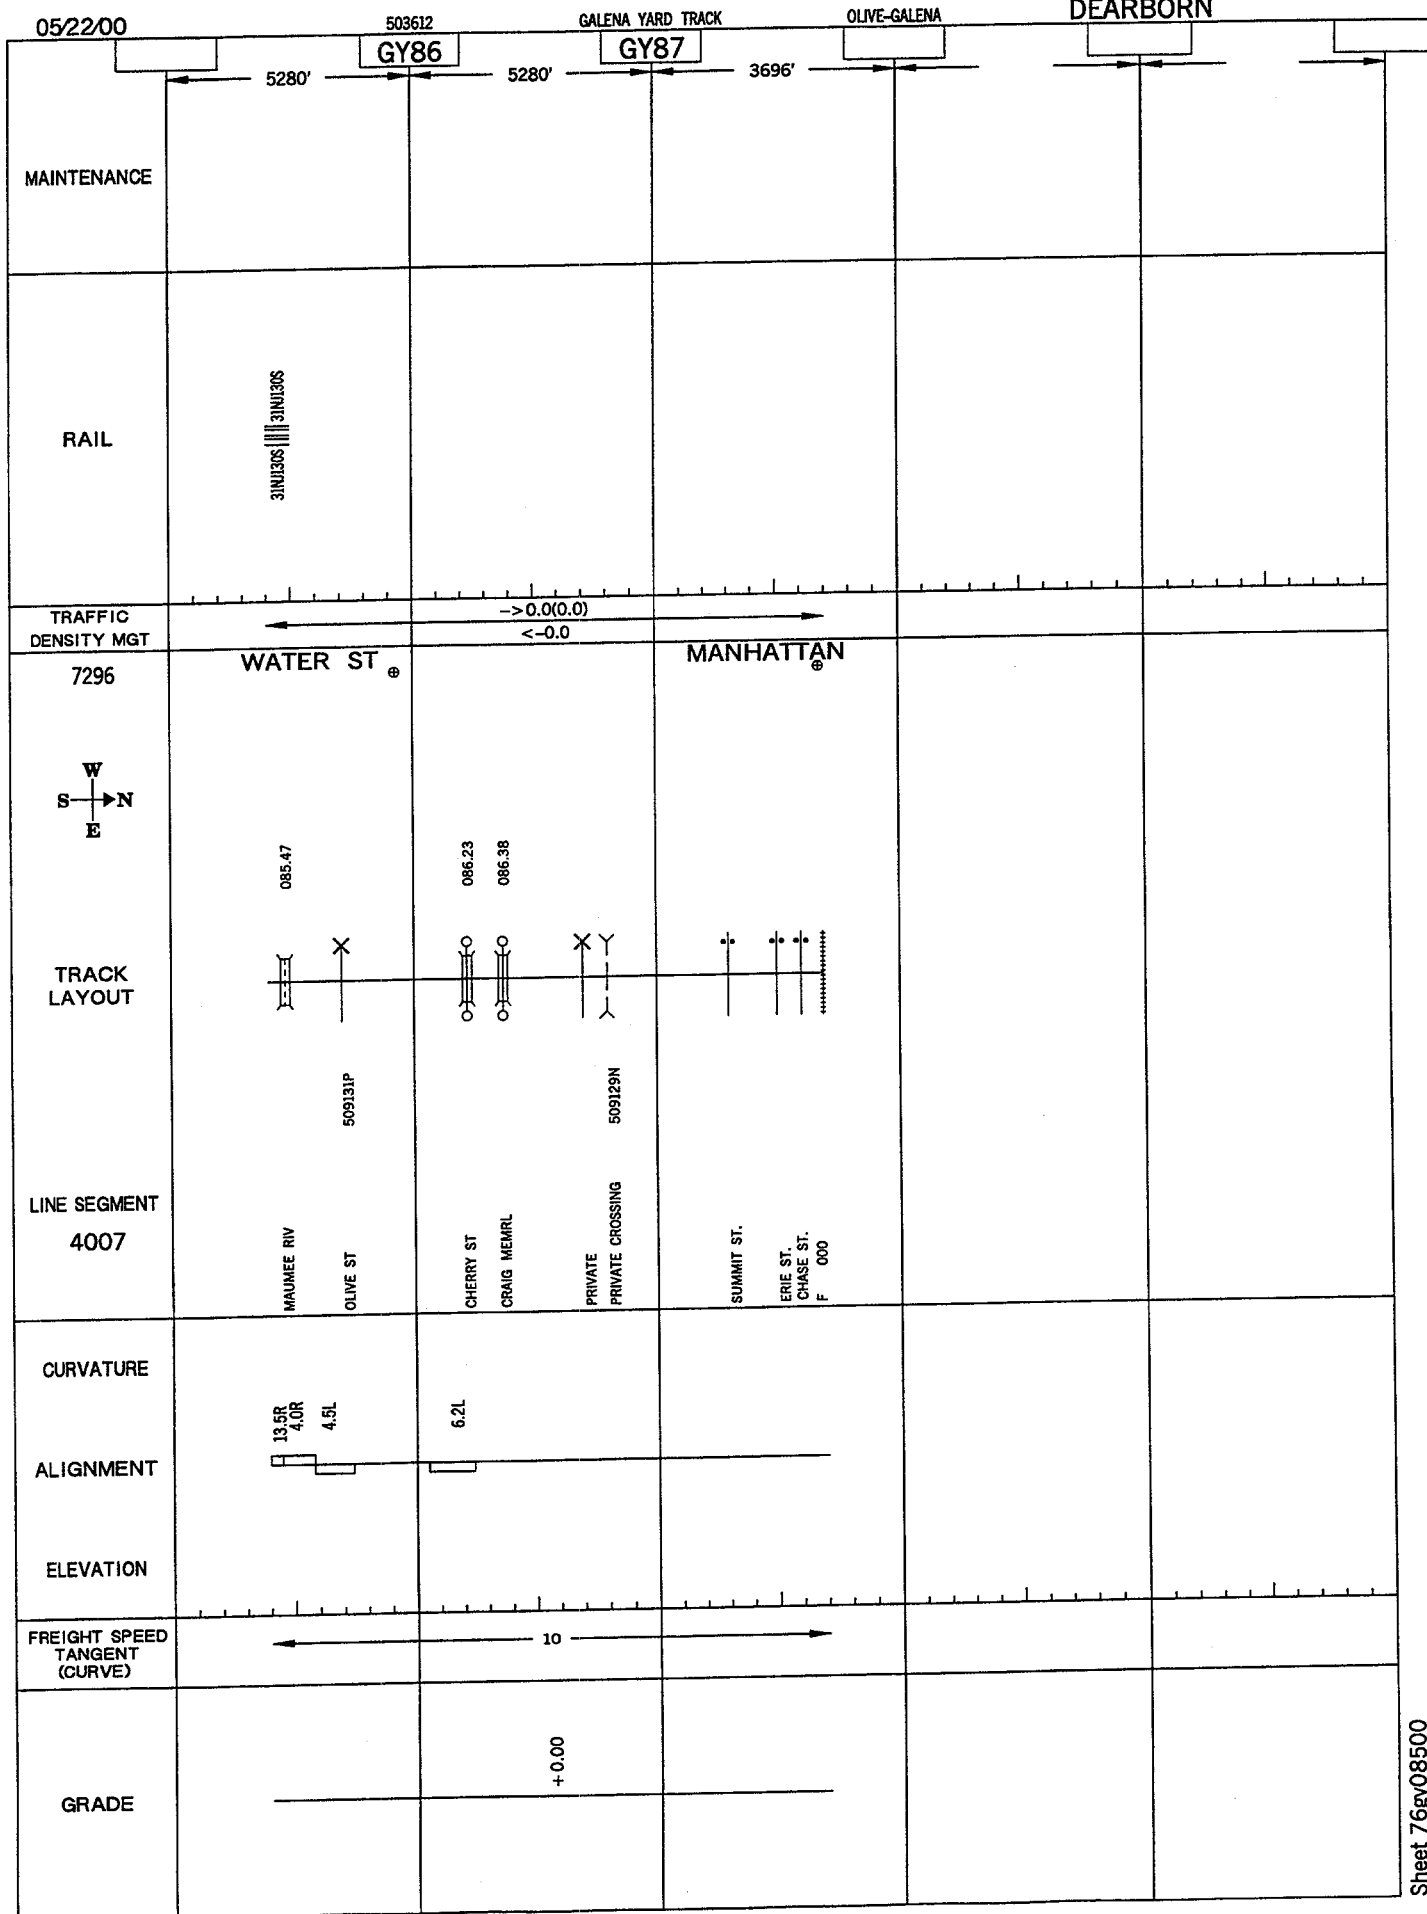 05/22/00
503612
GALENA YARD TRACK
OLIVE-GALENA
DEARBORN
GY86
GY87
5280'
5280'
3696'
MAINTENANCE
RAIL
31NJ130S
31NJ130S
TRAFFIC
DENSITY MGT
->0.0(0.0)
<-0.0
7296
WATER ST
MANHATTAN
W
S N
E
085.47
086.23
086.38
TRACK
LAYOUT
509131P
509129N
LINE SEGMENT
4007
MAUMEE RIV
OLIVE ST
CHERRY ST
CRAIG MEMRL
PRIVATE
PRIVATE CROSSING
SUMMIT ST.
ERIE ST.
CHASE ST.
F 000
CURVATURE
13.5R
4.0R
4.5L
6.2L
ALIGNMENT
ELEVATION
FREIGHT SPEED
TANGENT
(CURVE)
10
GRADE
+0.00
Sheet 76gy08500